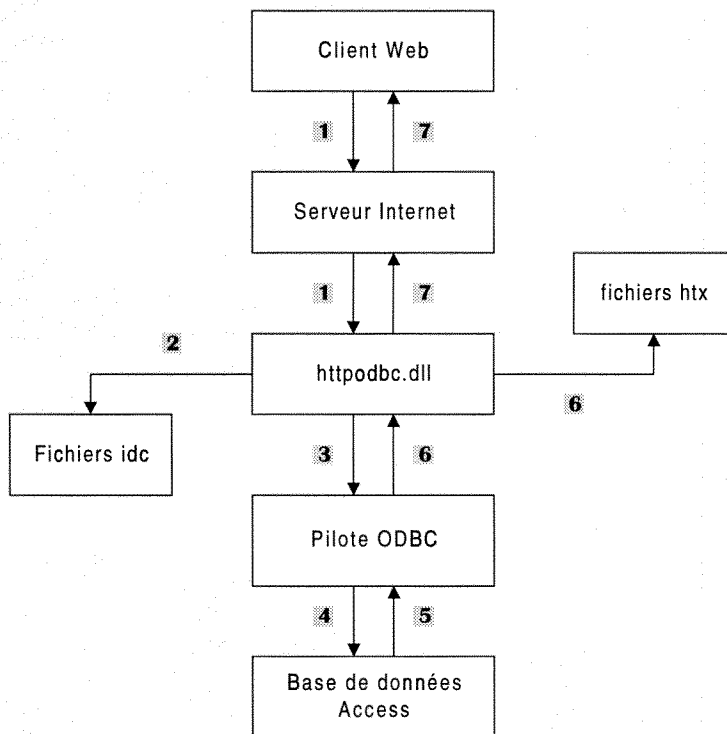 Client Web
1
7
Serveur Internet
1
7
fichiers htx
2
httpodbc.dll
6
Fichiers idc
3
6
Pilote ODBC
4
5
Base de données
Access